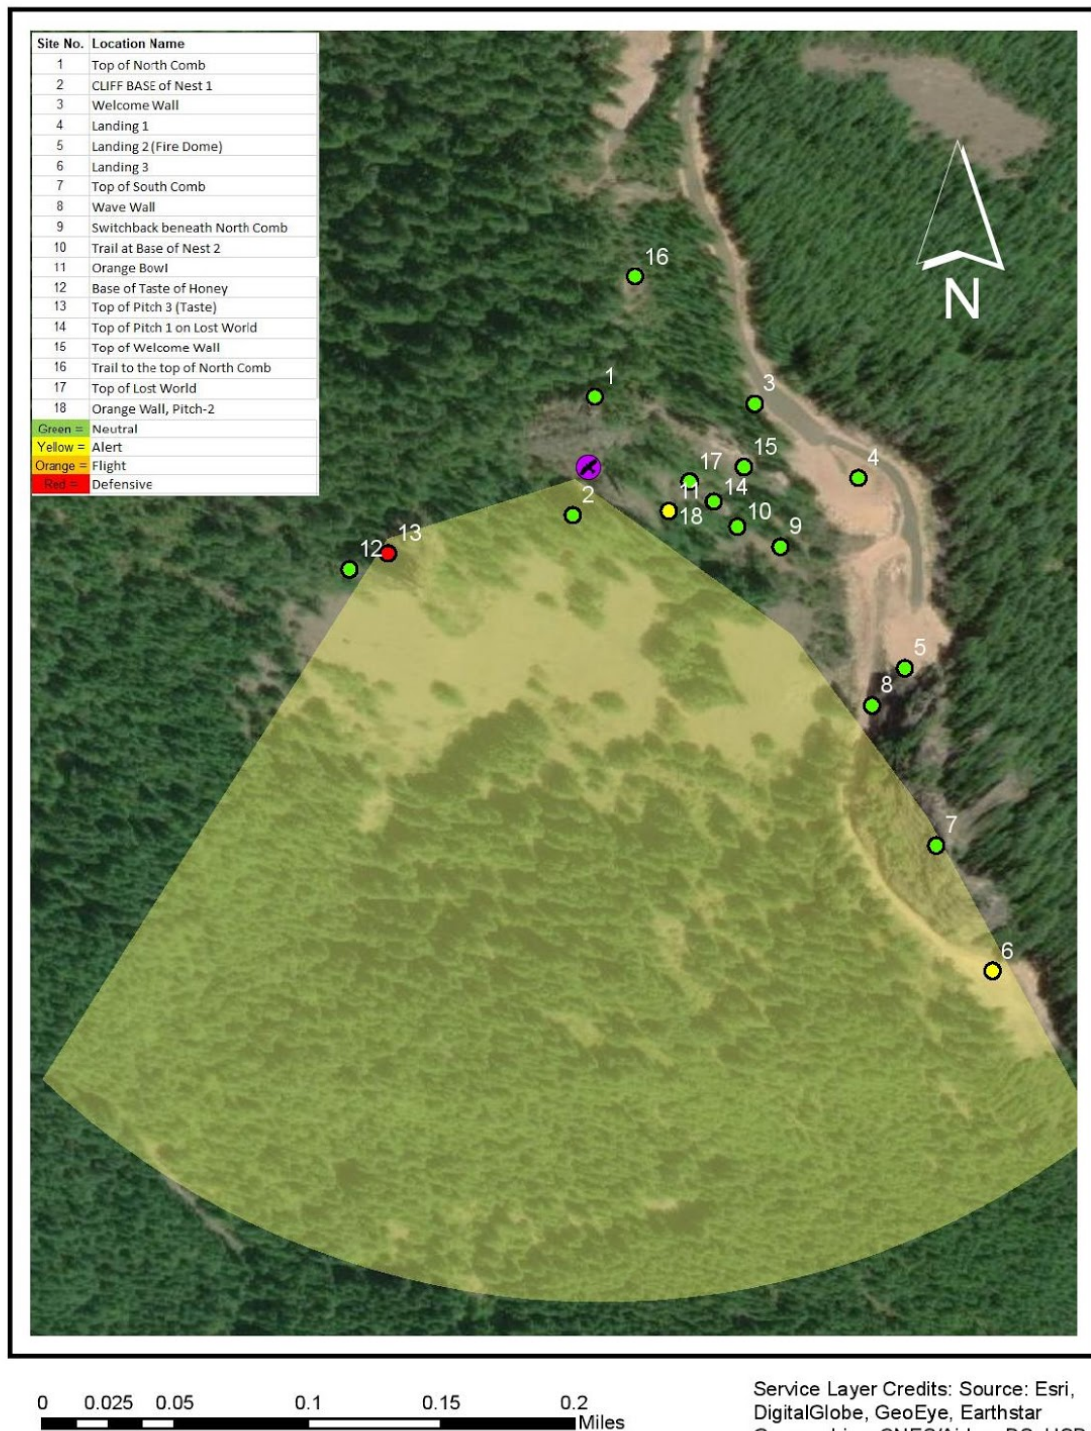 Site No. Location Name
1 Top of North Comb
2 CLIFF BASE of Nest 1
3 Welcome Wall
4 Landing 1
5 Landing 2 (Fire Dome)
6 Landing 3
7 Top of South Comb
8 Wave Wall
9 Switchback beneath North Comb
10 Trail at Base of Nest 2
11 Orange Bowl
12 Base of Taste of Honey
13 Top of Pitch 3 (Taste)
14 Top of Pitch 1 on Lost World
15 Top of Welcome Wall
16 Trail to the top of North Comb
17 Top of Lost World
18 Orange Wall, Pitch-2
Green = Neutral
Yellow = Alert
Orange = Flight
Red = Defensive
N
16
1
3
15
4
17
2
11
14
18
10
9
13
12
5
8
7
6
0 0.025 0.05 0.1 0.15 0.2
Miles
Service Layer Credits: Source: Esri,
DigitalGlobe, GeoEye, Earthstar